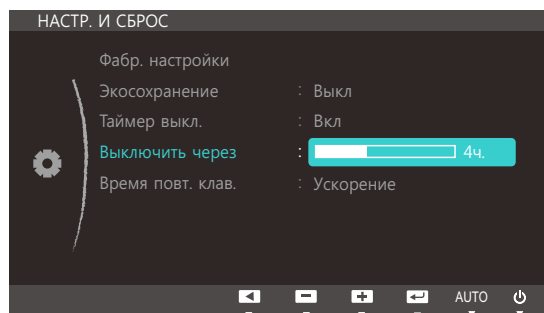 НАСТР. И СБРОС
Фабр. настройки
Экосохранение : Выкл
Таймер выкл. : Вкл
Выключить через : 4ч.
Время повт. клав. : Ускорение
AUTO